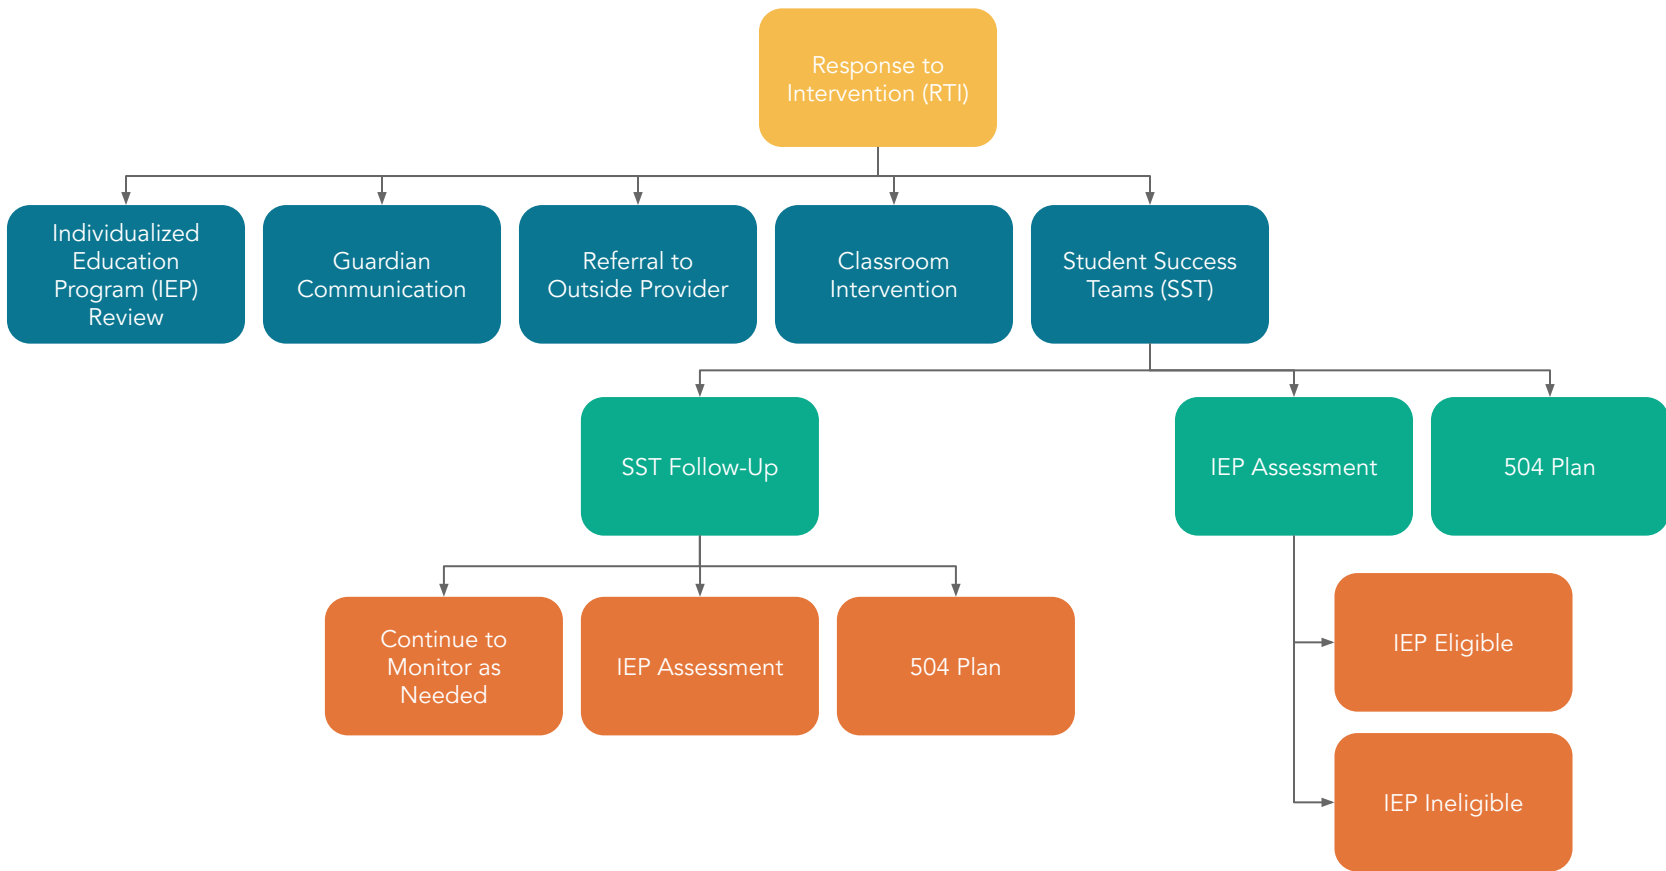 Response to
Intervention (RTI)
Individualized
Education
Program (IEP)
Review
Guardian
Communication
Referral to
Outside Provider
Classroom
Intervention
Student Success
Teams (SST)
SST Follow-Up
IEP Assessment
504 Plan
Continue to
Monitor as
Needed
IEP Assessment
504 Plan
IEP Eligible
IEP Ineligible